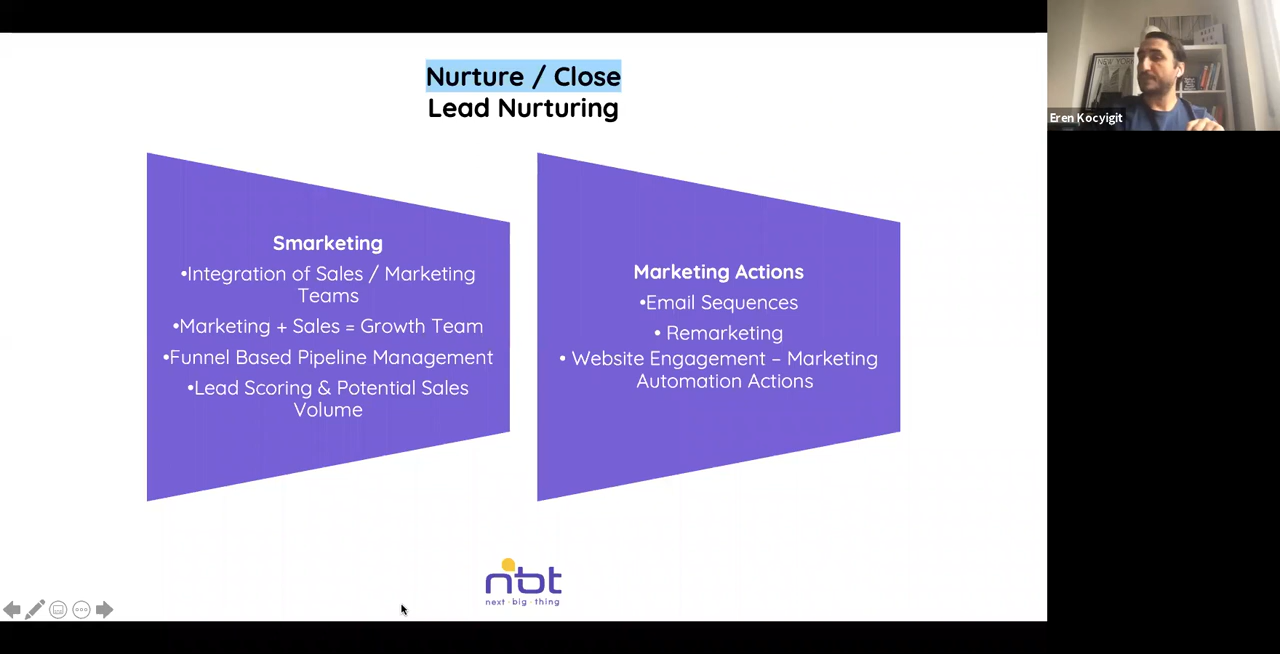 Nurture / Close
Lead Nurturing
Smarketing
•Integration of Sales / Marketing
Teams
•Marketing + Sales = Growth Team
•Funnel Based Pipeline Management
•Lead Scoring & Potential Sales
Volume
Marketing Actions
•Email Sequences
• Remarketing
• Website Engagement – Marketing
Automation Actions
nbt
next · big · thing
NEW YORK
Eren Kocyigit